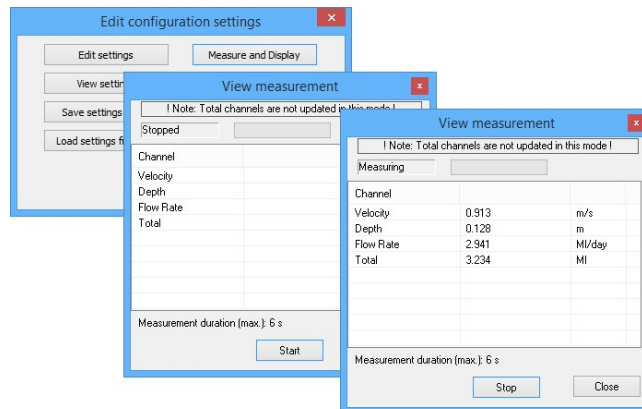 Edit configuration settings
Edit settings
Measure and Display
View settin
Save settings
Load settings fi
View measurement
! Note: Total channels are not updated in this mode !
Stopped
Channel
Velocity
Depth
Flow Rate
Total
Measurement duration (max.): 6 s
Start
View measurement
! Note: Total channels are not updated in this mode !
Measuring
Channel
Velocity 0.913 m/s
Depth 0.128 m
Flow Rate 2.941 Ml/day
Total 3.234 Ml
Measurement duration (max.): 6 s
Stop Close